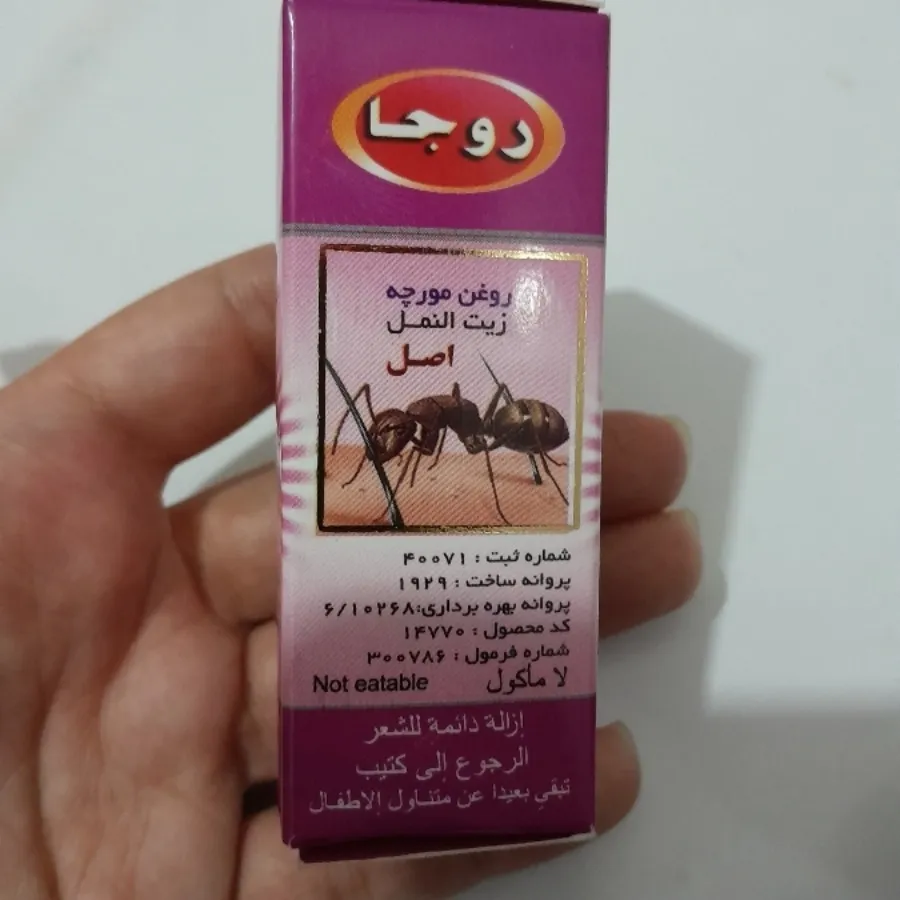 روجا
روغن مورچه
زيت النمل
اصل
شماره ثبت : ۴۰۰۷۱
پروانه ساخت : ۱۹۲۹
پروانه بهره برداری:۶/۱۰۲۶۸
کد محصول : ۱۴۷۷۰
شماره فرمول : ۳۰۰۷۸۶
Not eatable لا مأكول
إزالة دائمة للشعر
الرجوع إلى كتيب
تبقي بعيدا عن متناول الاطفال